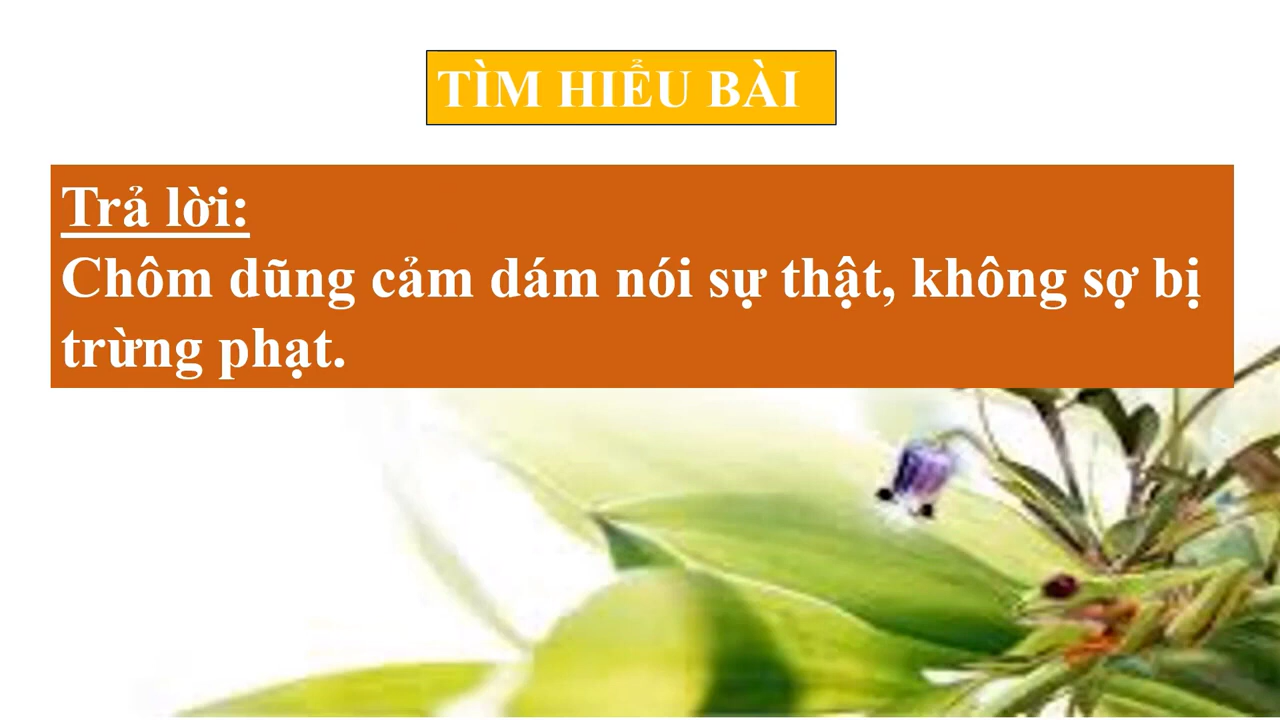 TÌM HIỂU BÀI
Trả lời:
Chôm dũng cảm dám nói sự thật, không sợ bị
trừng phạt.